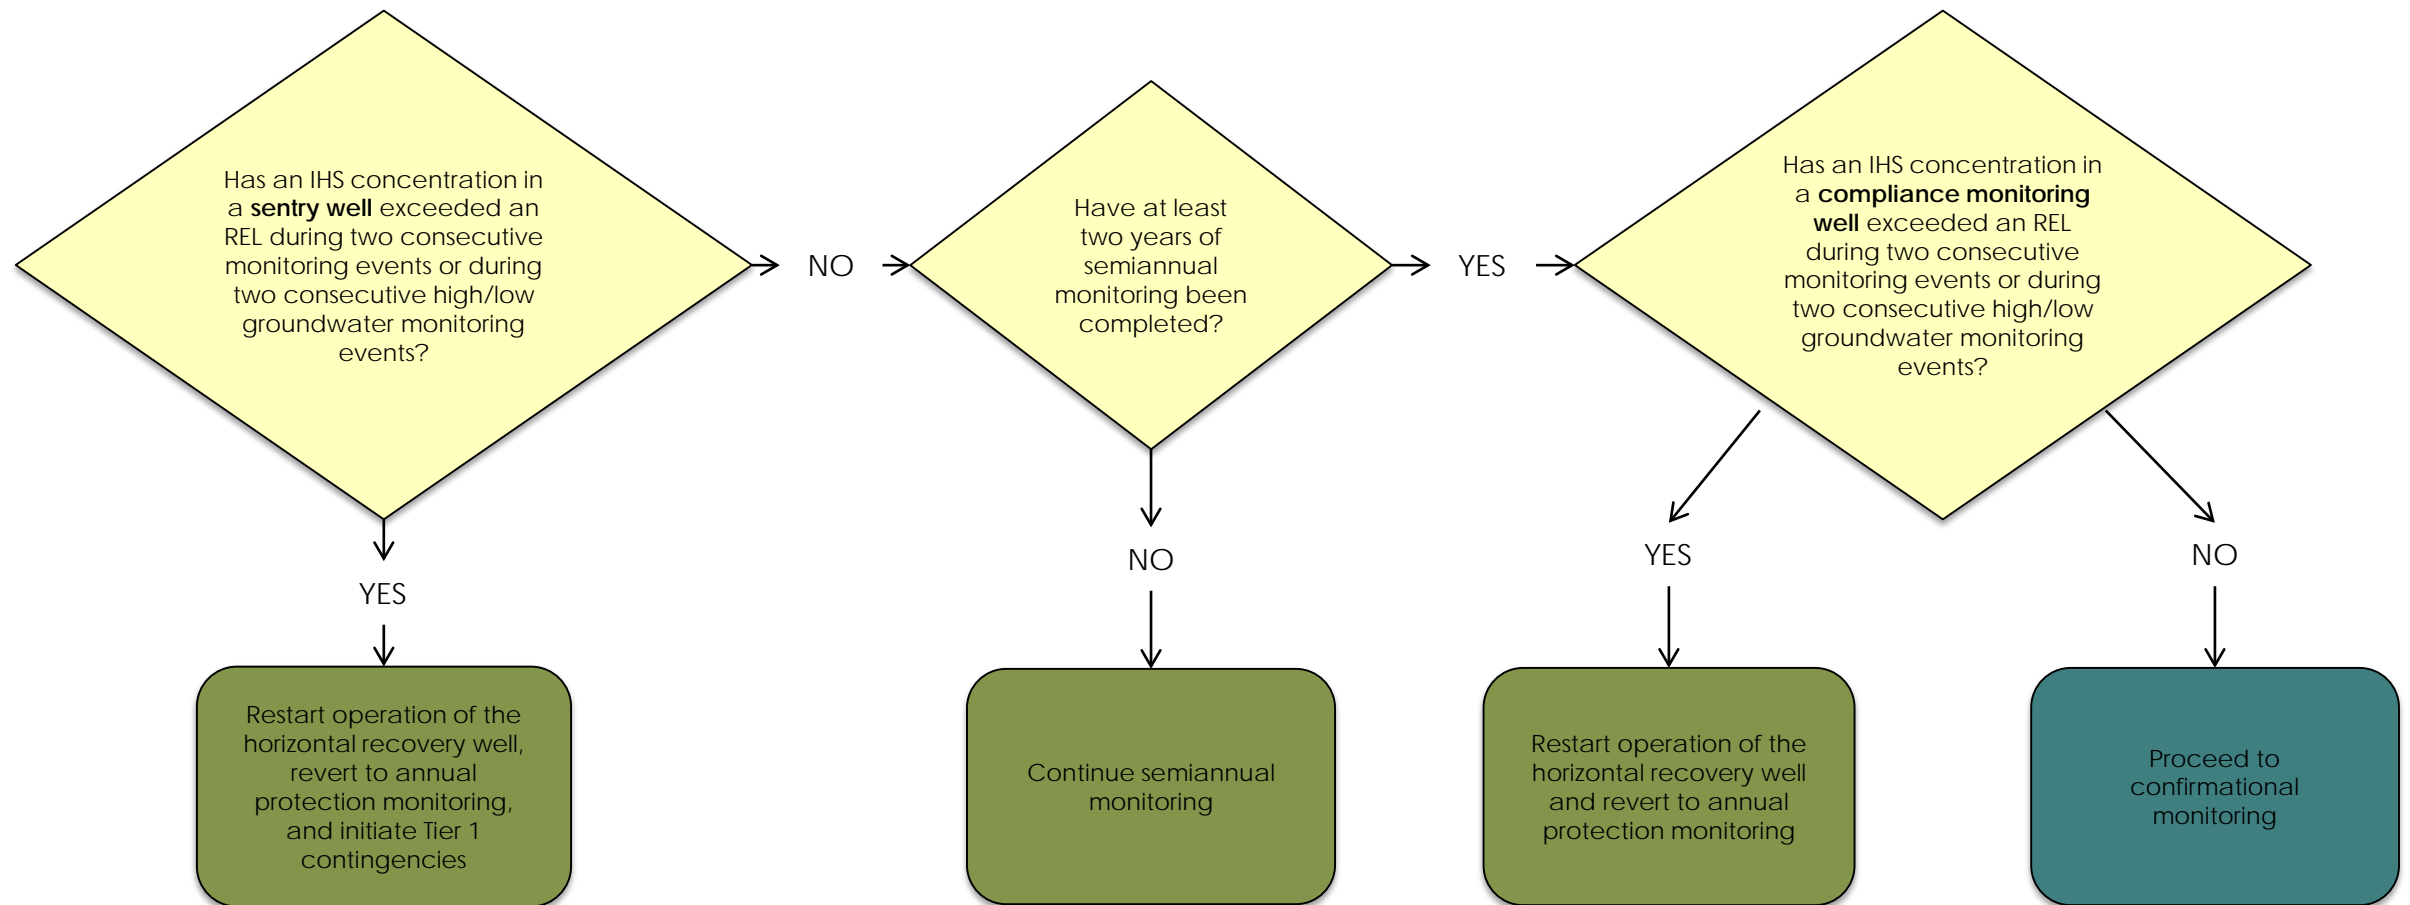 Has an IHS concentration in
a sentry well exceeded an
REL during two consecutive
monitoring events or during
two consecutive high/low
groundwater monitoring
events?
NO
Have at least
two years of
semiannual
monitoring been
completed?
YES
Has an IHS concentration in
a compliance monitoring
well exceeded an REL
during two consecutive
monitoring events or during
two consecutive high/low
groundwater monitoring
events?
YES
NO
YES
NO
Restart operation of the
horizontal recovery well,
revert to annual
protection monitoring,
and initiate Tier 1
contingencies
Continue semiannual
monitoring
Restart operation of the
horizontal recovery well
and revert to annual
protection monitoring
Proceed to
confirmational
monitoring